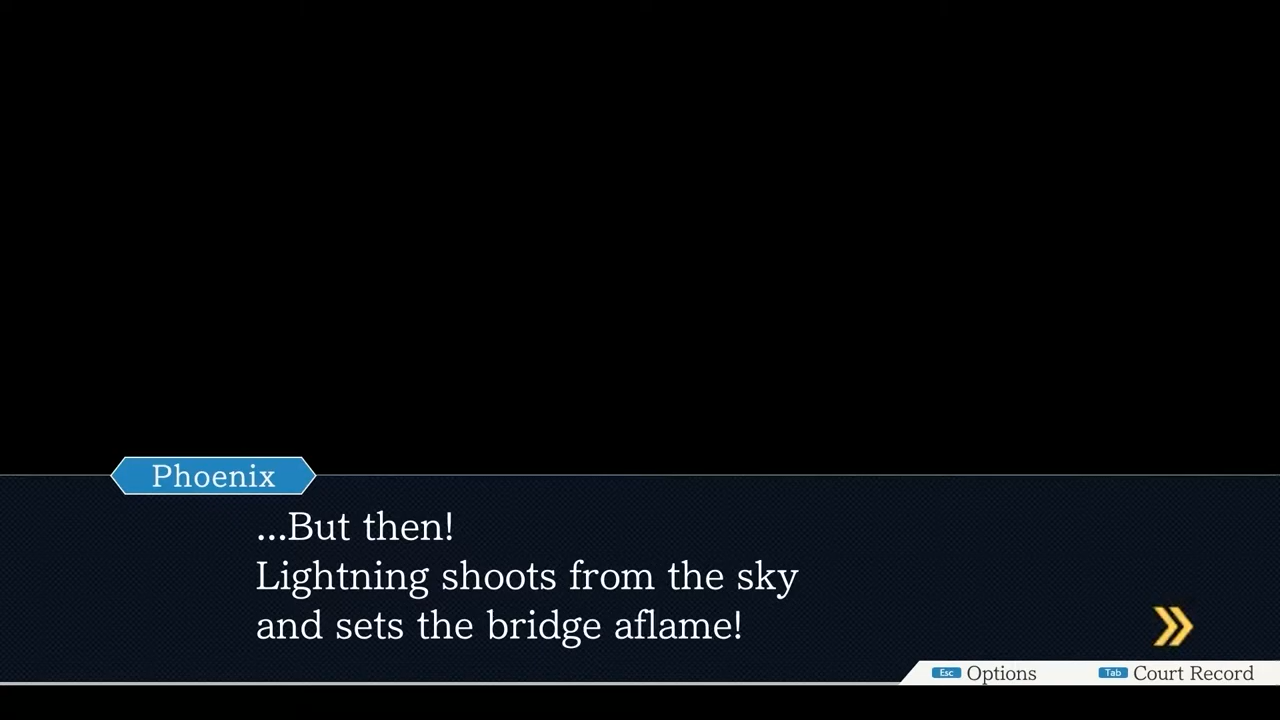 Phoenix
...But then!
Lightning shoots from the sky
and sets the bridge aflame!
Esc Options Tab Court Record